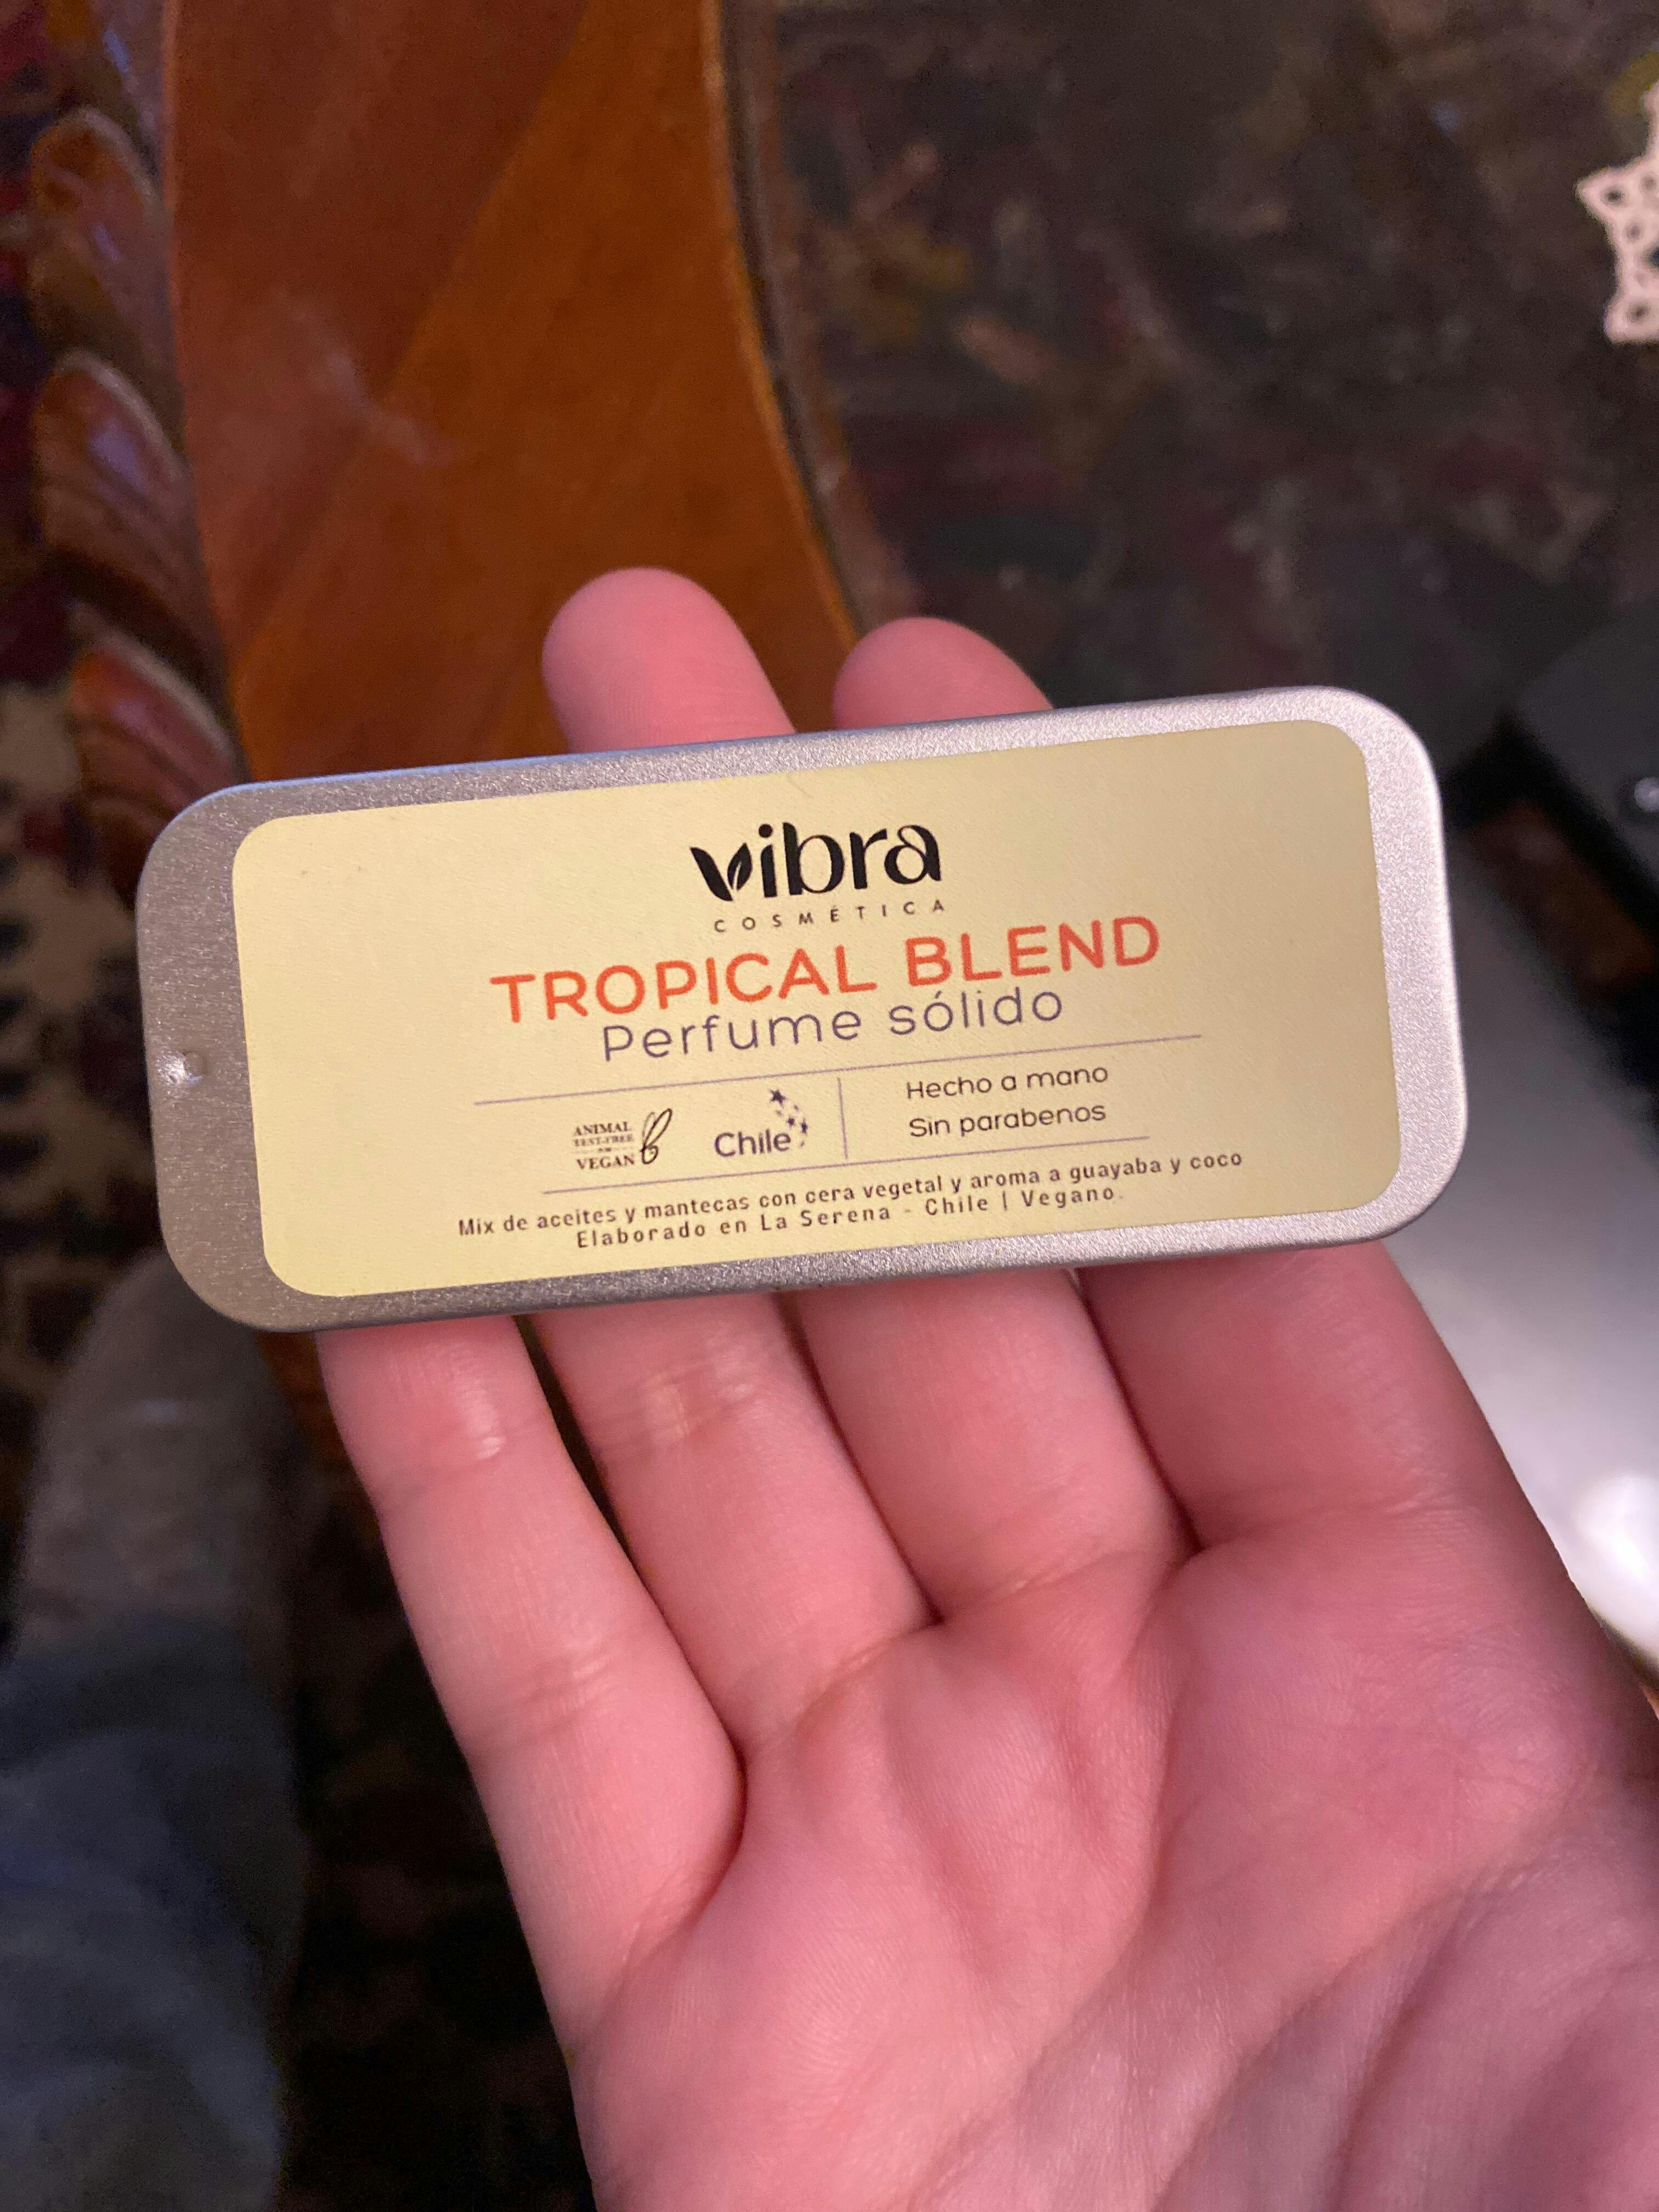 vibra
COSMÉTICA
TROPICAL BLEND
Perfume sólido
ANIMAL
TEST-FREE
VEGAN
Chile
Hecho a mano
Sin parabenos
Mix de aceites y mantecas con cera vegetal y aroma a guayaba y coco
Elaborado en La Serena - Chile | Vegano.